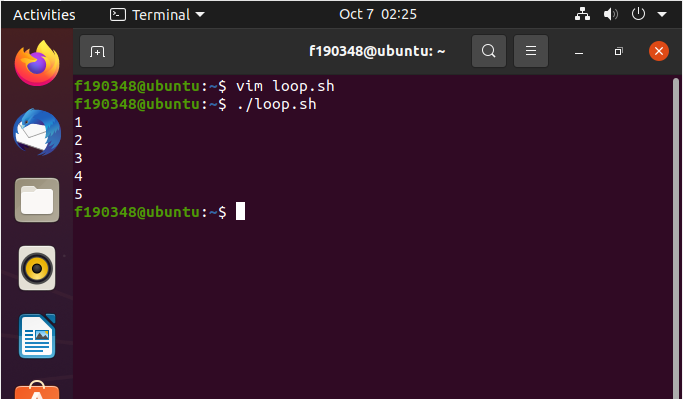 Activities Terminal Oct 7 02:25
f190348@ubuntu: ~
f190348@ubuntu:~$ vim loop.sh
f190348@ubuntu:~$ ./loop.sh
1
2
3
4
5
f190348@ubuntu:~$